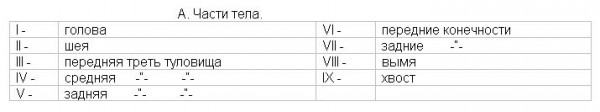 А. Части тела.
I - голова VI - передние конечности
II - шея VII - задние -"-
III - передняя треть туловища VIII - вымя
IV - средняя -"- -"- IX - хвост
V - задняя -"- -"-